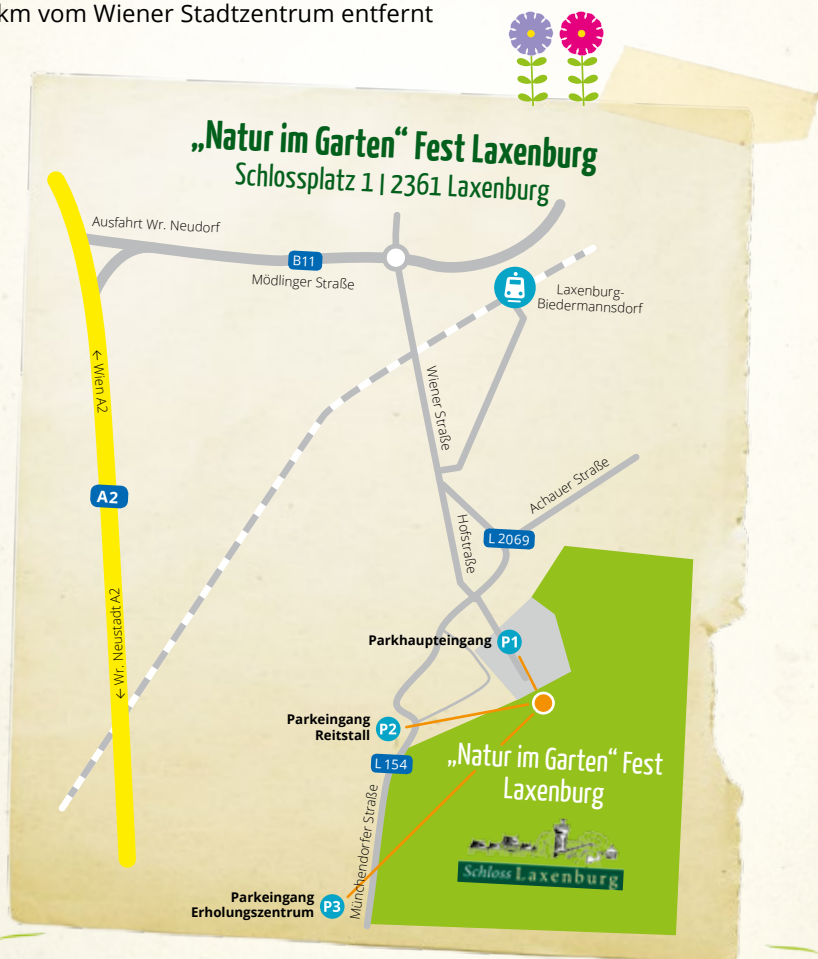 km vom Wiener Stadtzentrum entfernt
„Natur im Garten“ Fest Laxenburg
Schlossplatz 1 | 2361 Laxenburg
Ausfahrt Wr. Neudorf
B11
Mödlinger Straße
Laxenburg-
Biedermannsdorf
← Wien A2
Wiener Straße
A2
Achauer Straße
Hofstraße
L 2069
← Wr. Neustadt A2
Parkhaupteingang P1
Parkeingang
Reitstall
P2
L 154
„Natur im Garten“ Fest
Laxenburg
Münchendorfer Straße
Schloss Laxenburg
Parkeingang
Erholungszentrum
P3